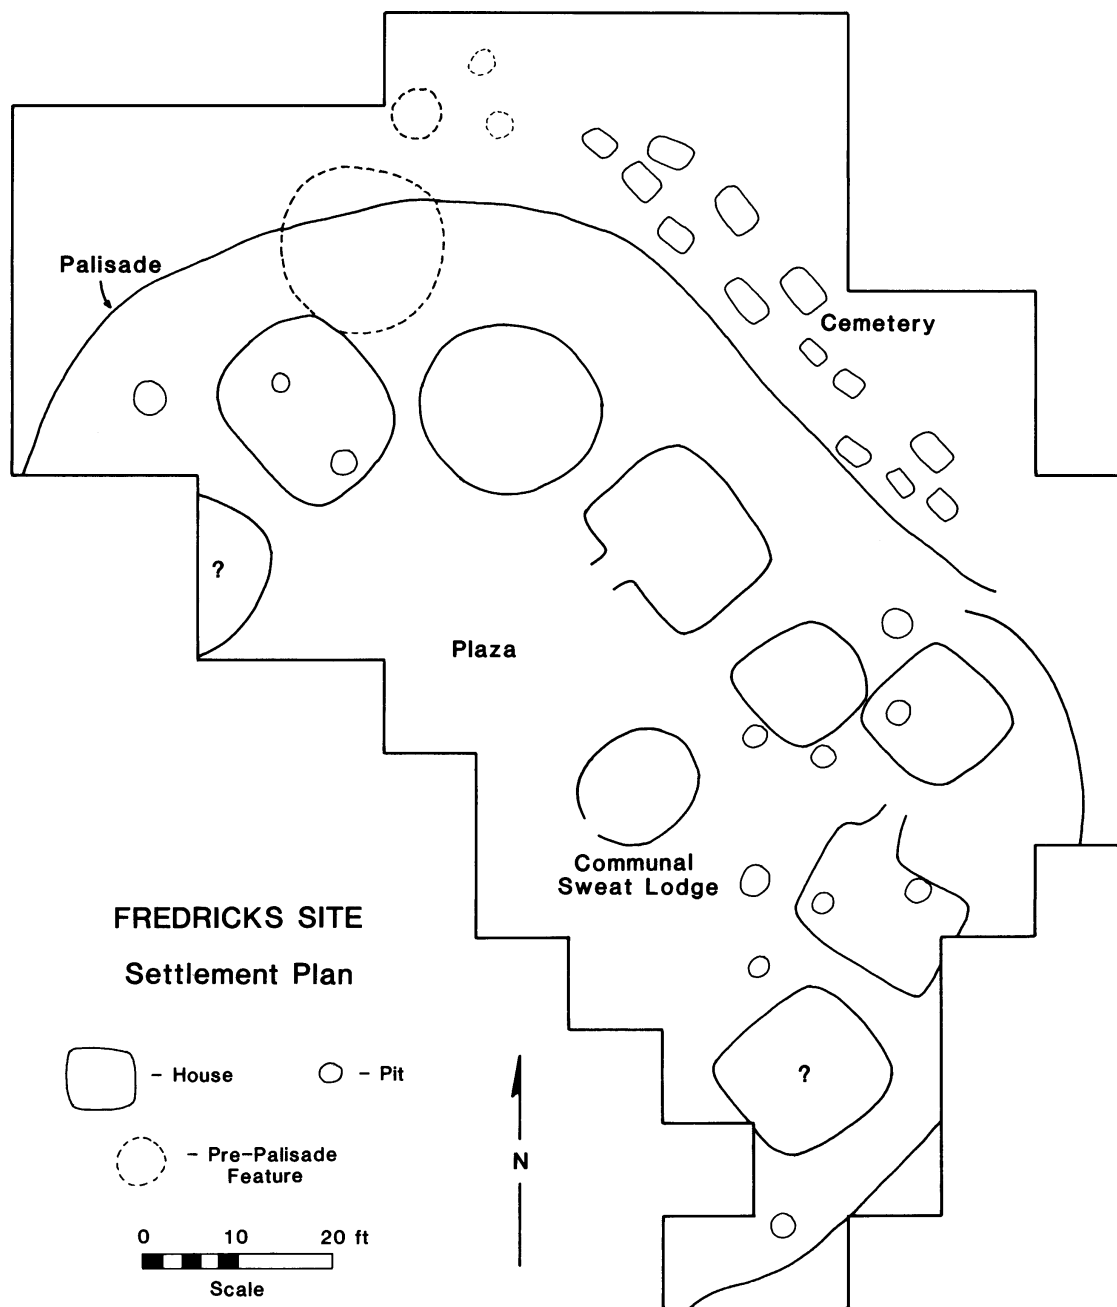 Palisade
Cemetery
?
Plaza
Communal
Sweat Lodge
FREDRICKS SITE
Settlement Plan
?
– House
– Pit
– Pre–Palisade
Feature
N
0 10 20 ft
Scale